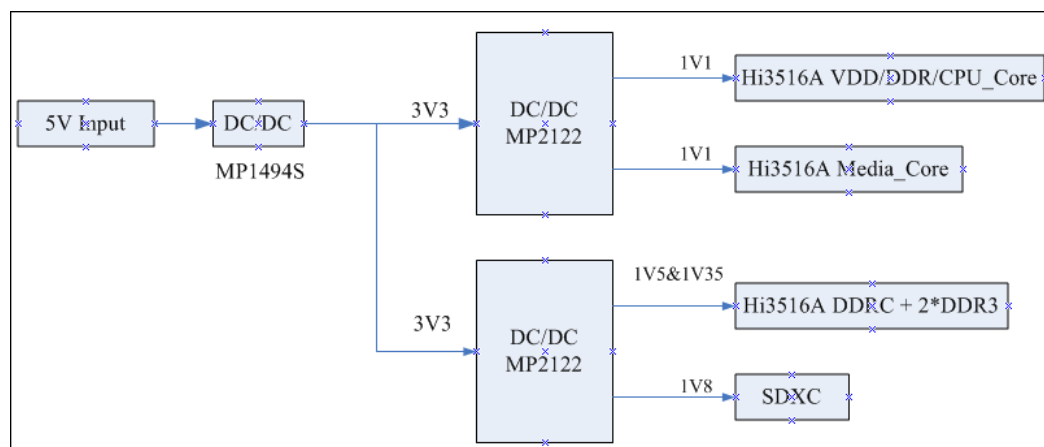 5V Input
DC/DC
MP1494S
3V3
DC/DC
MP2122
1V1
Hi3516A VDD/DDR/CPU_Core
1V1
Hi3516A Media_Core
3V3
DC/DC
MP2122
1V5&1V35
Hi3516A DDRC + 2*DDR3
1V8
SDXC